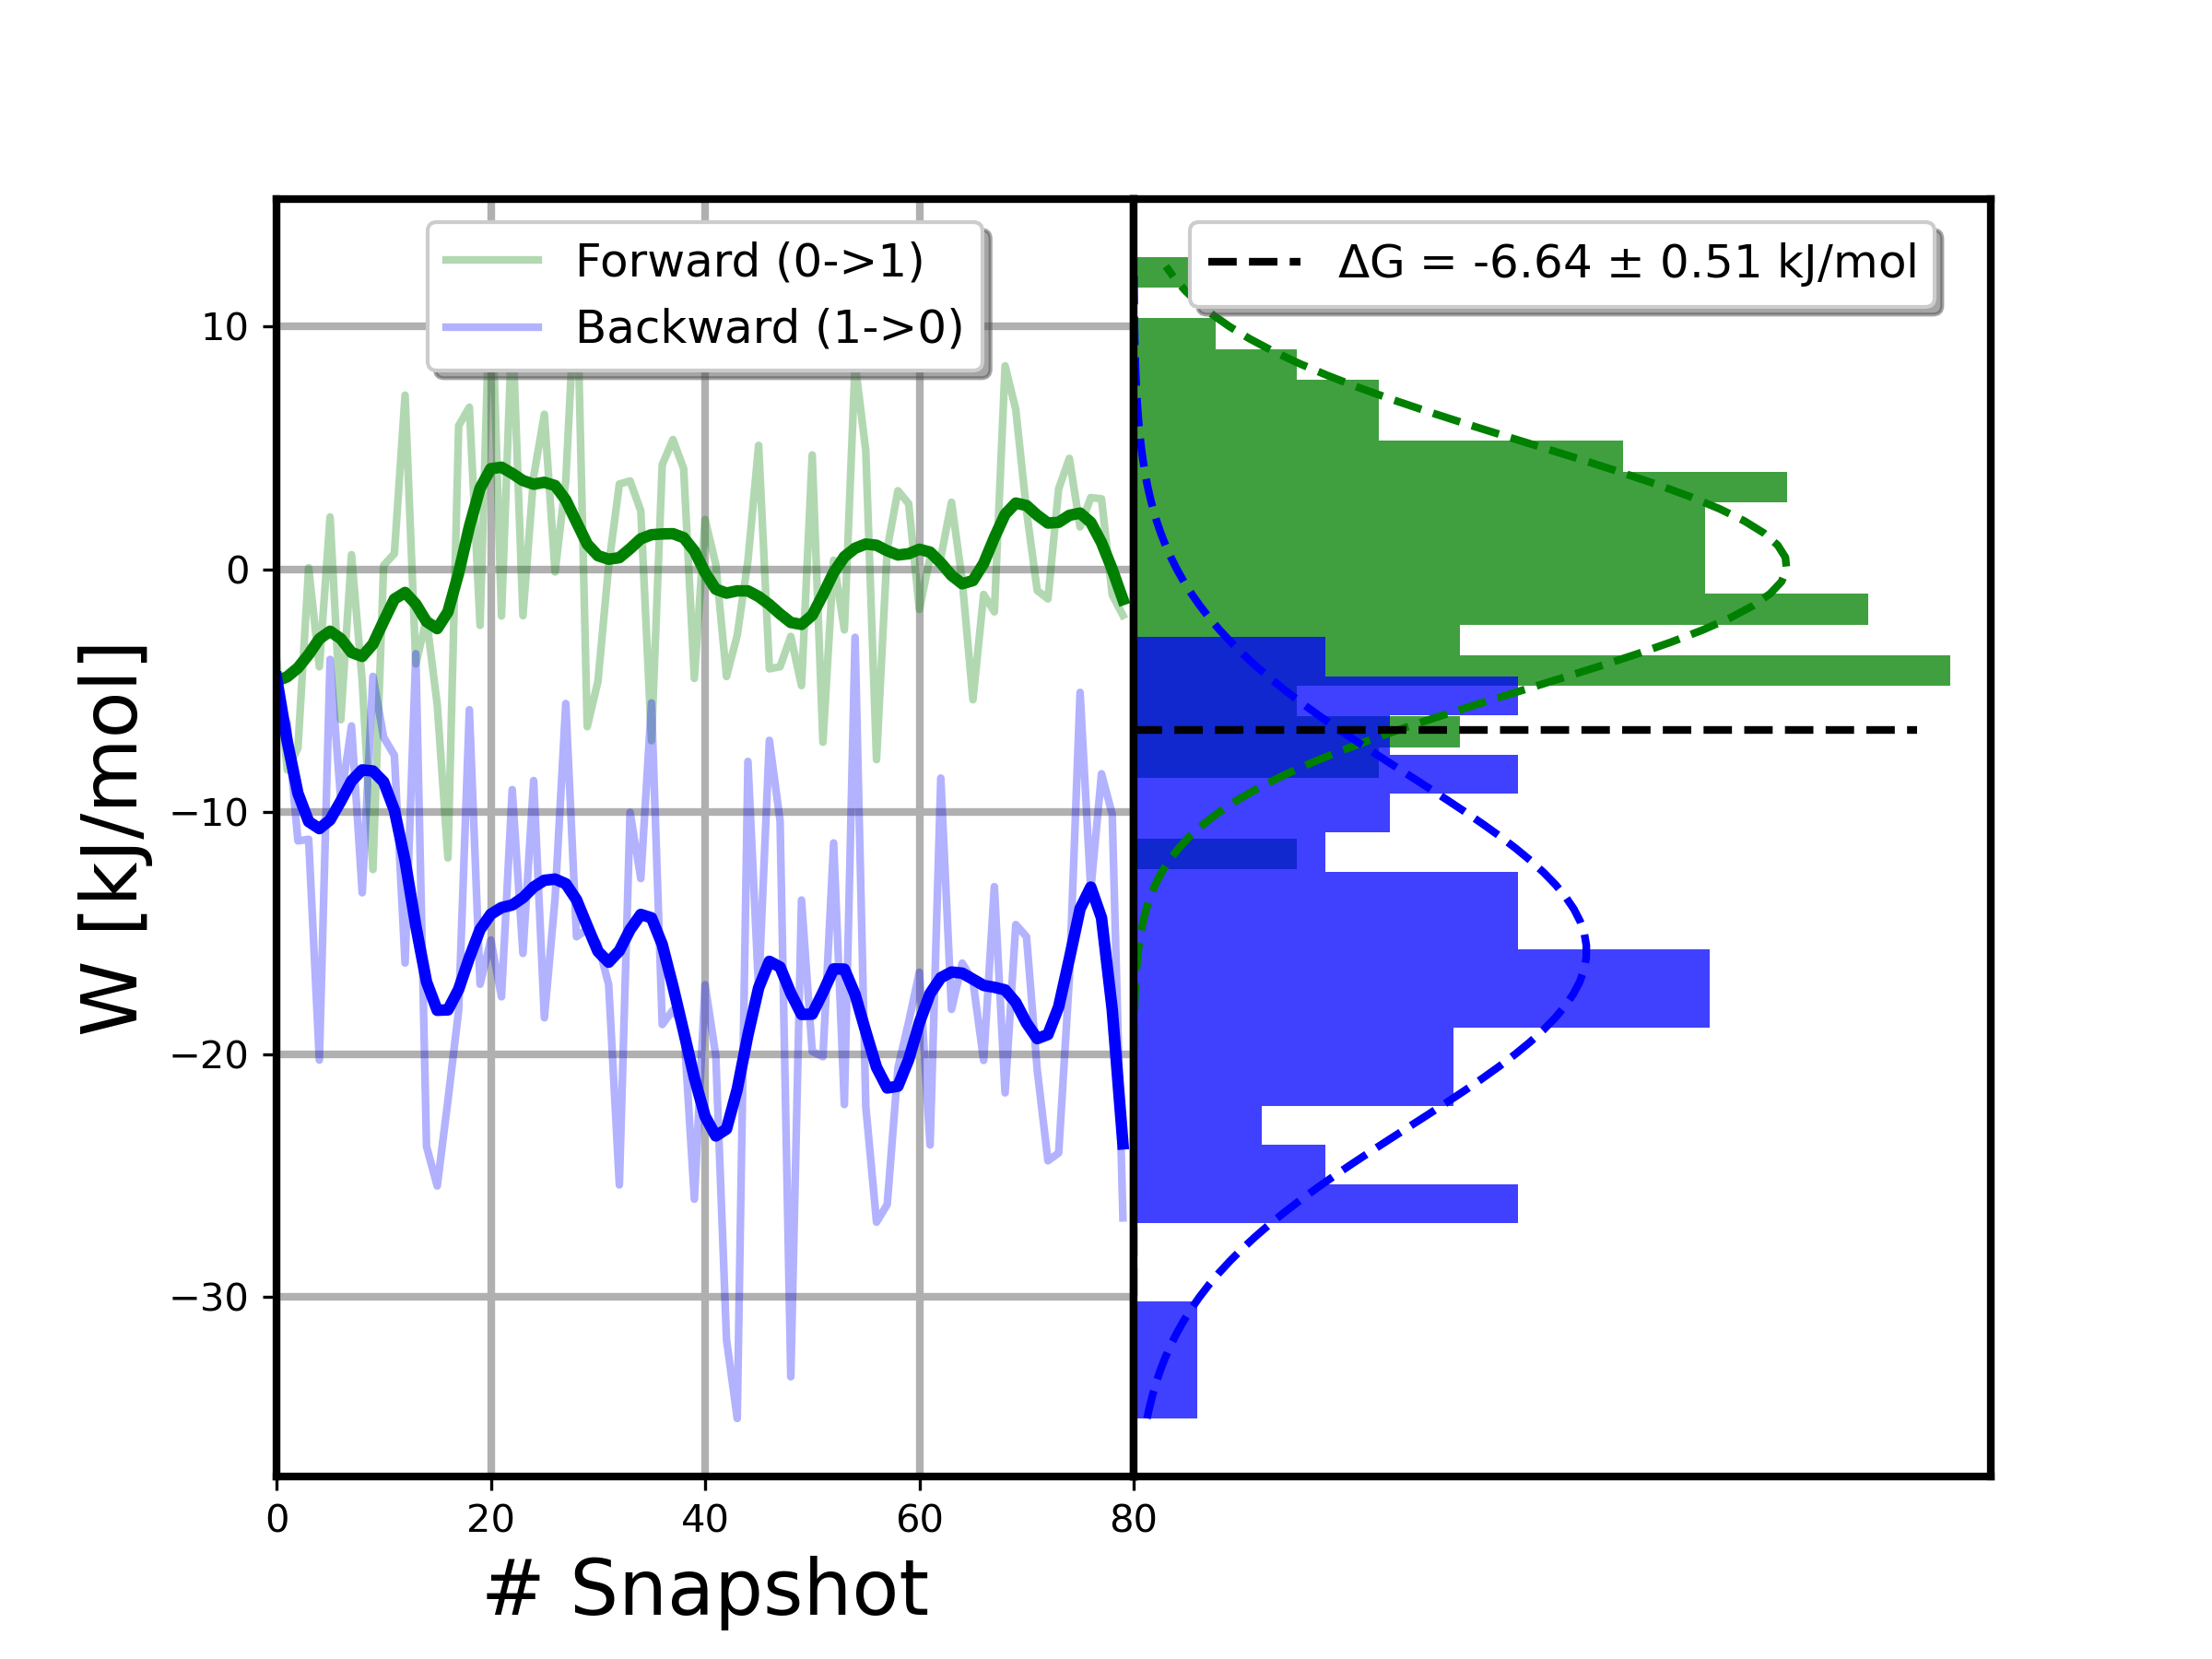 Forward (0->1)
Backward (1->0)
ΔG = -6.64 ± 0.51 kJ/mol
10
0
−10
−20
−30
W [kJ/mol]
0 20 40 60 80
# Snapshot